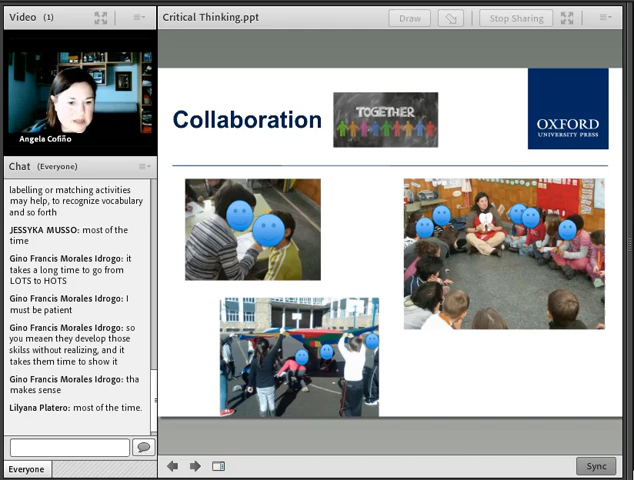 Video (1)
Critical Thinking.ppt
Draw
Stop Sharing
Angela Cofiño
Collaboration
TOGETHER
OXFORD
UNIVERSITY PRESS
Chat (Everyone)
labelling or matching activities
may help, to recognize vocabulary
and so forth
JESSYKA MUSSO: most of the
time
Gino Francis Morales Idrogo: it
takes a long time to go from
LOTS to HOTS
Gino Francis Morales Idrogo: I
must be patient
Gino Francis Morales Idrogo: so
you meaen they develop those
skilsl without realizing, and it
takes them time to show it
Gino Francis Morales Idrogo: tha
makes sense
Lilyana Platero: most of the time.
Everyone
Sync